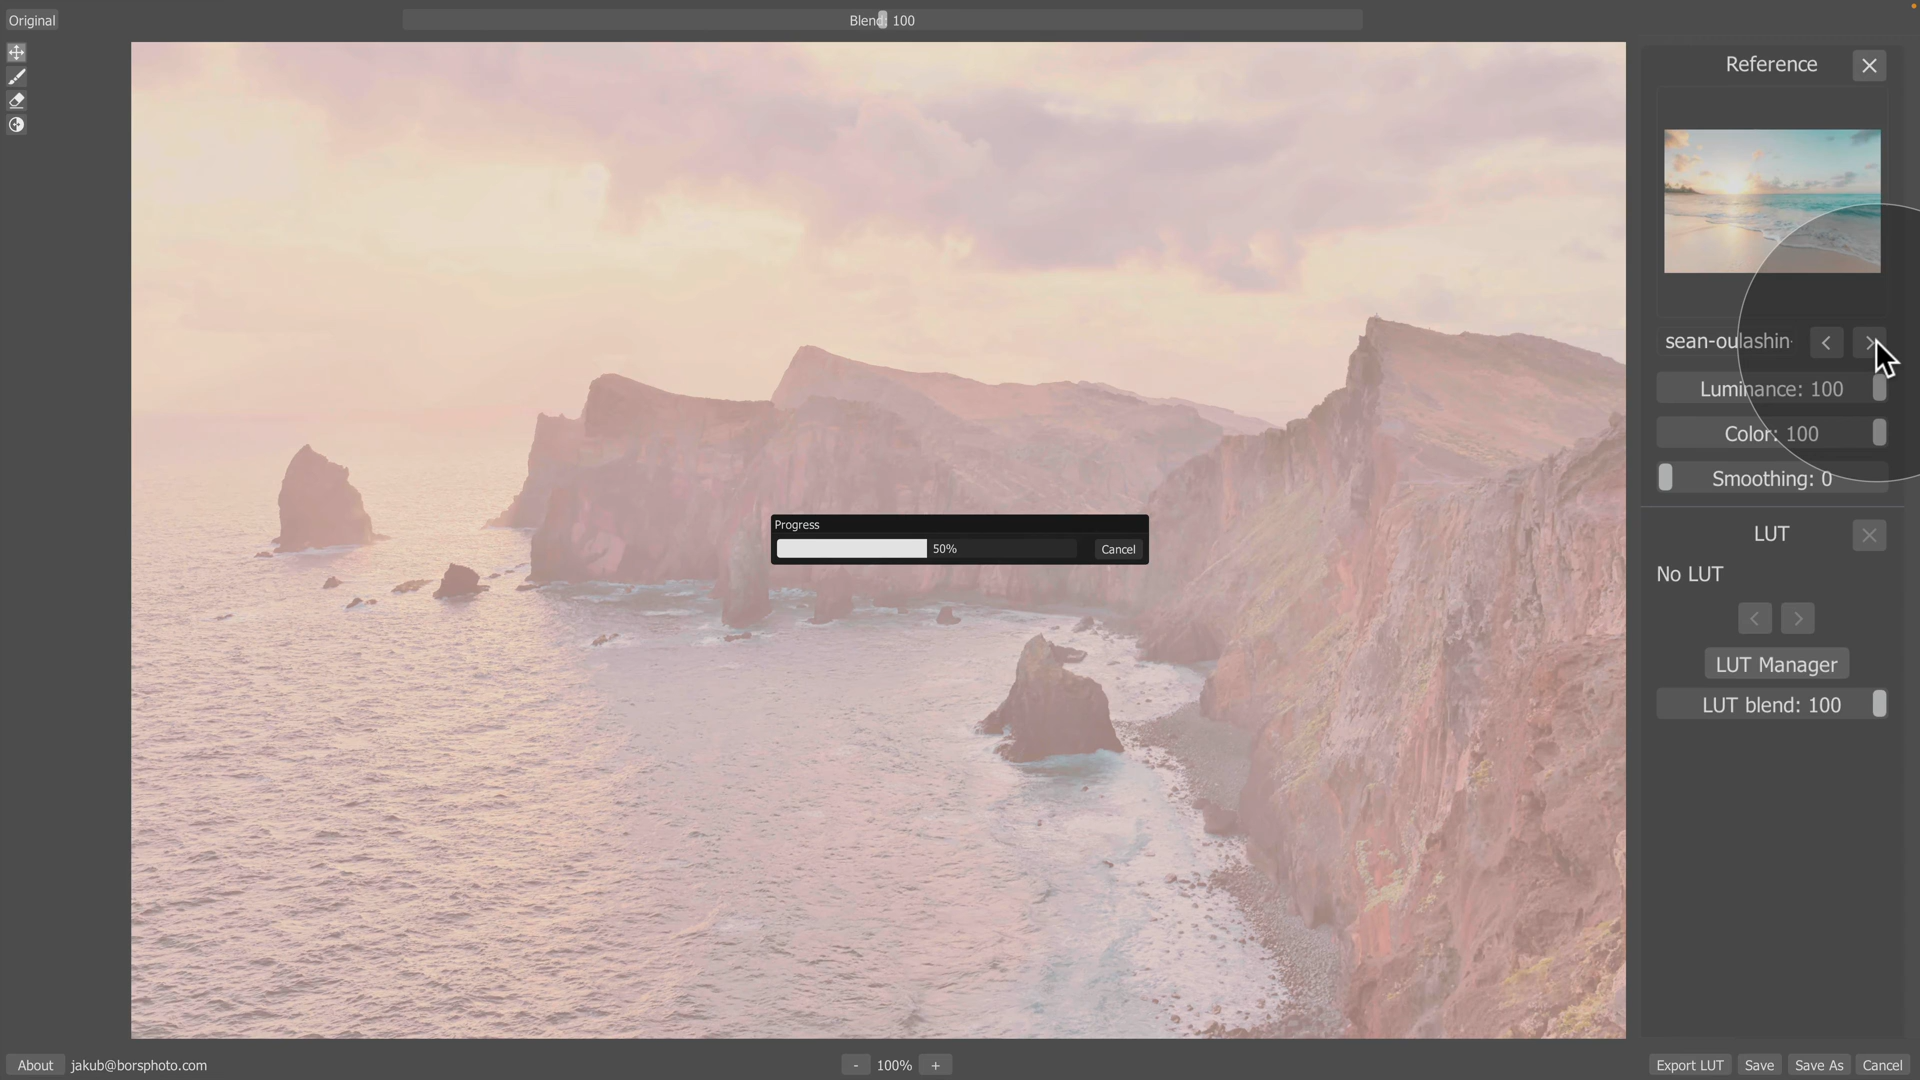 Original
Blend: 100
Reference
sean-oulashin
Luminance: 100
Color: 100
Smoothing: 0
Progress
50%
Cancel
LUT
No LUT
LUT Manager
LUT blend: 100
About
jakub@borsphoto.com
-
100%
+
Export LUT
Save
Save As
Cancel